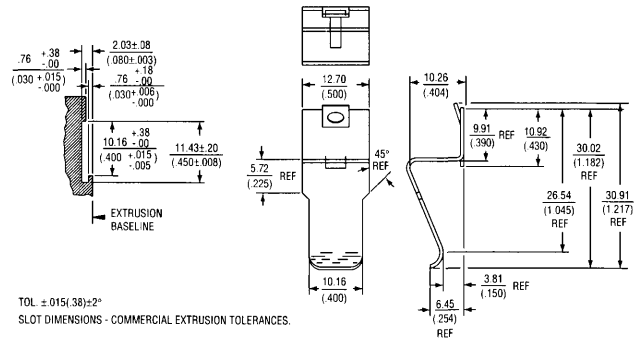 2.03±.08
(.080±.003)
.76 +.38 -.00
(.030 +.015 -.000)
+.18 -.00
.76
(.030 +.006 -.000)
10.16 +.38 -.00
(.400 +.015 -.005)
11.43±.20
(.450±.008)
EXTRUSION
BASELINE
12.70
(.500)
5.72
(.225)
REF
45°
REF
10.16
(.400)
10.26
(.404)
9.91
(.390)
REF
10.92
(.430)
30.02
(1.182)
REF
30.91
(1.217)
REF
26.54
(1.045)
REF
3.81
(.150)
REF
6.45
(.254)
REF
TOL. ±.015(.38)±2°
SLOT DIMENSIONS - COMMERCIAL EXTRUSION TOLERANCES.